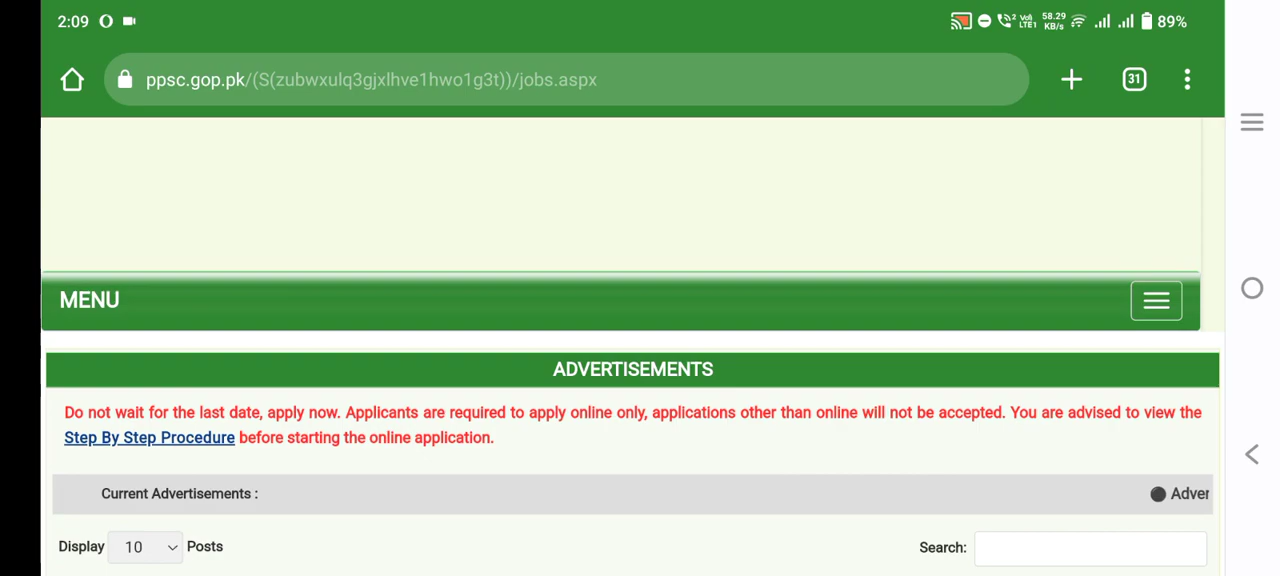 2:09
Vol LTE1 58.29 KB/s 89%
ppsc.gop.pk/(S(zubwxulq3gjxlhve1hwo1g3t))/jobs.aspx
31
MENU
ADVERTISEMENTS
Do not wait for the last date, apply now. Applicants are required to apply online only, applications other than online will not be accepted. You are advised to view the
Step By Step Procedure before starting the online application.
Current Advertisements : Adver
Display 10 Posts Search: